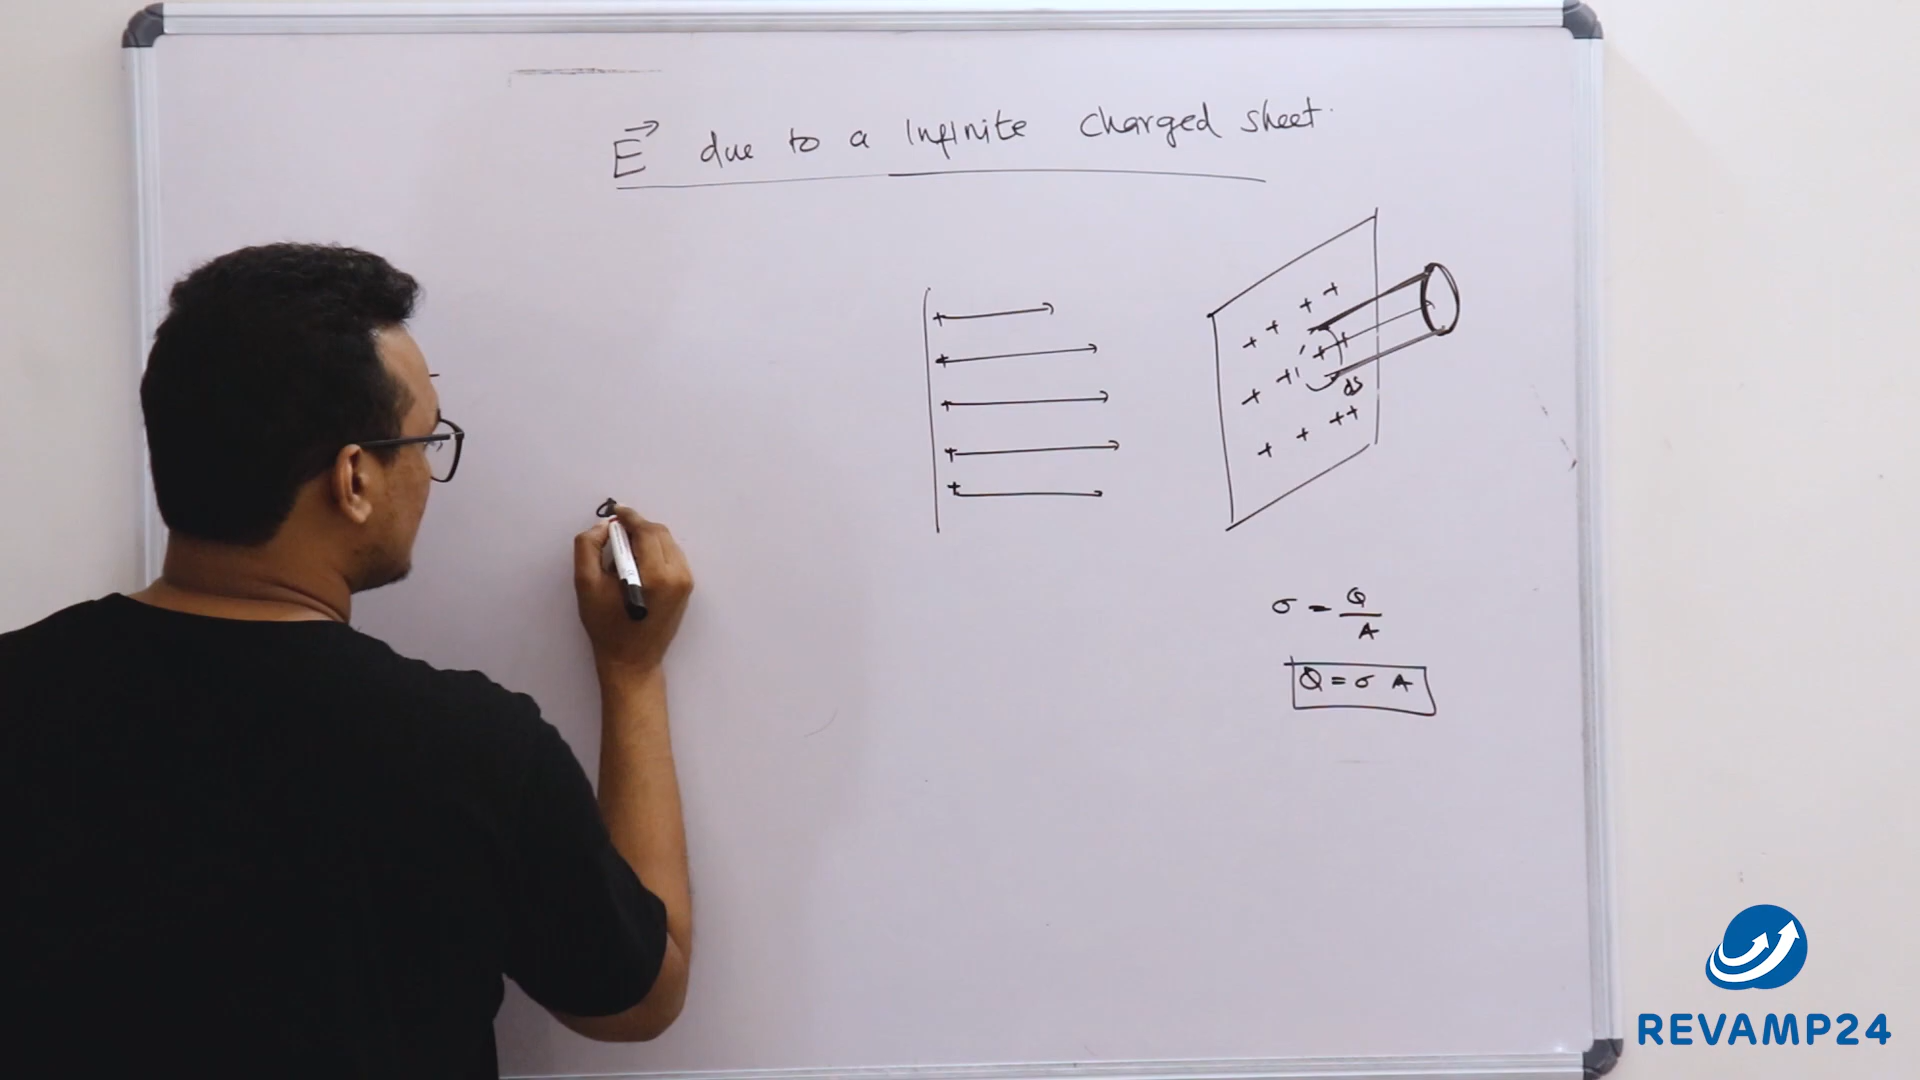 E due to a Infinite charged sheet.
+ +
+ +
+ +
+ + ds
+ + ++
+
+
+
+
+
σ = Q
A
Q = σ A
REVAMP24